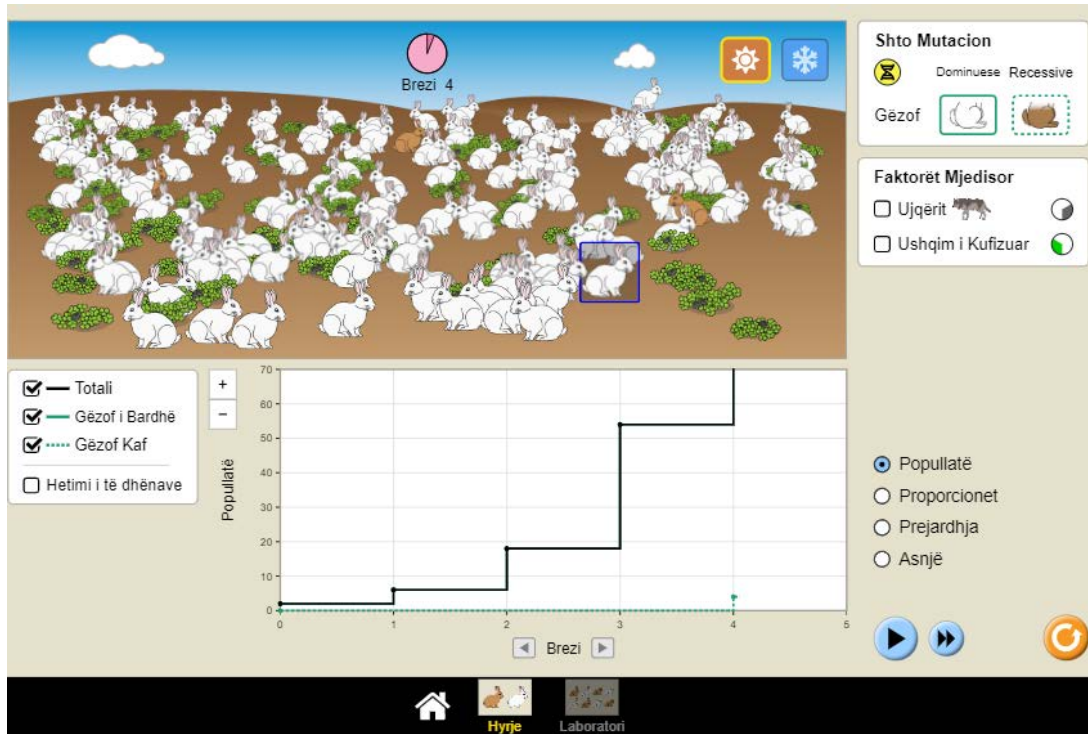 Brezi 4
Shto Mutacion
Dominuese Recessive
Gëzof
Faktorët Mjedisor
Ujqërit
Ushqim i Kufizuar
Totali
Gëzof i Bardhë
Gëzof Kaf
Hetimi i të dhënave
+
−
Popullatë
70
60
50
40
30
20
10
0
0 1 2 3 4 5
Brezi
Popullatë
Proporcionet
Prejardhja
Asnjë
Hyrje
Laboratori